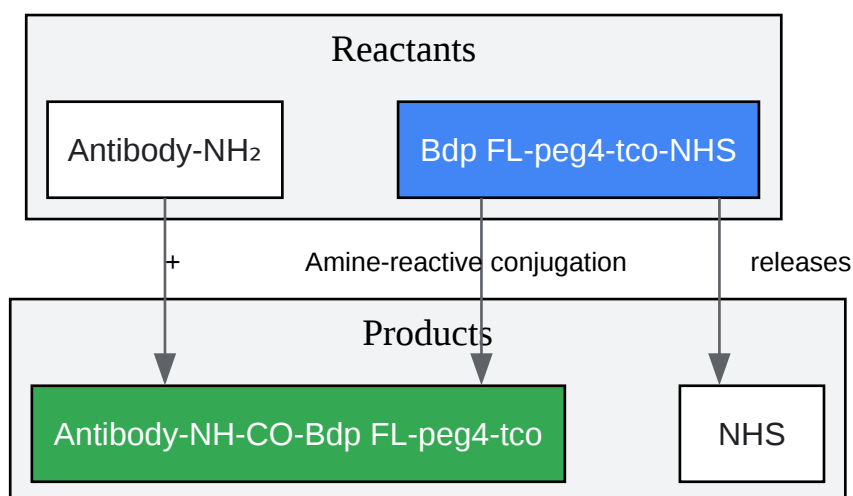 Reactants
Antibody-NH₂
Bdp FL-peg4-tco-NHS
+
Amine-reactive conjugation
releases
Products
Antibody-NH-CO-Bdp FL-peg4-tco
NHS